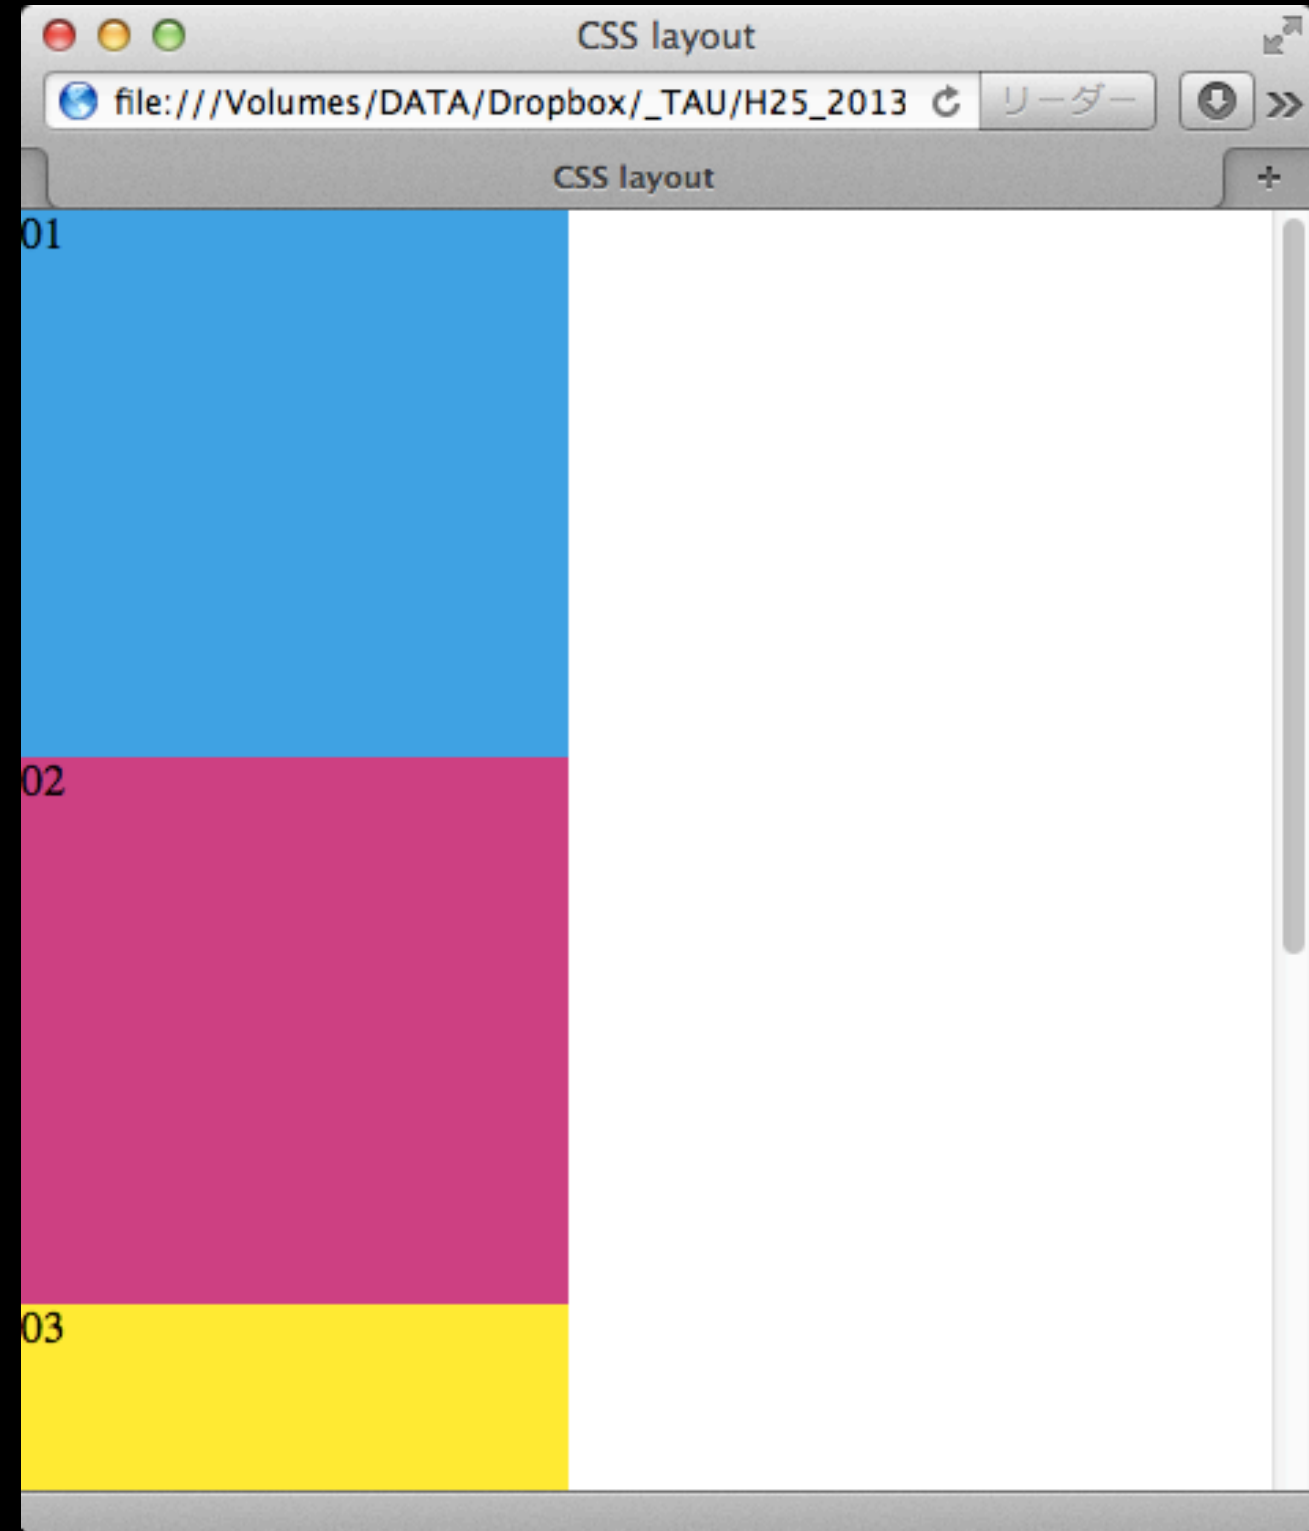 CSS layout
file:///Volumes/DATA/Dropbox/_TAU/H25_2013 リーダー
CSS layout
01
02
03